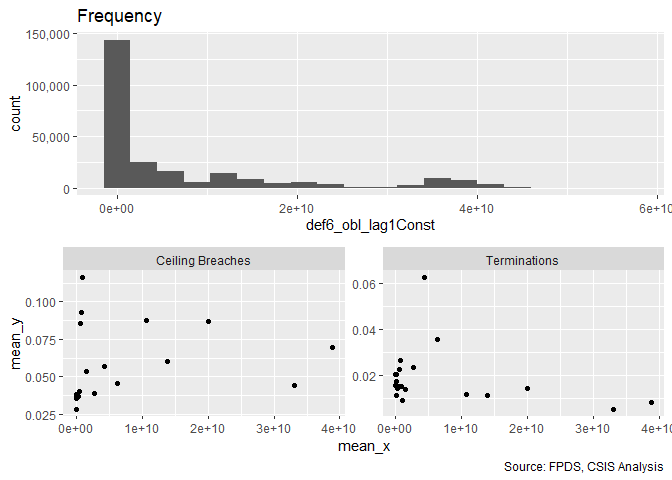 Frequency
150,000
100,000
50,000
0
count
0e+00 2e+10 4e+10 6e+10
def6_obl_lag1Const
Ceiling Breaches Terminations
mean_y
0.100
0.075
0.050
0.025
0.06
0.04
0.02
0e+00 1e+10 2e+10 3e+10 4e+10
0e+00 1e+10 2e+10 3e+10 4e+10
mean_x
Source: FPDS, CSIS Analysis